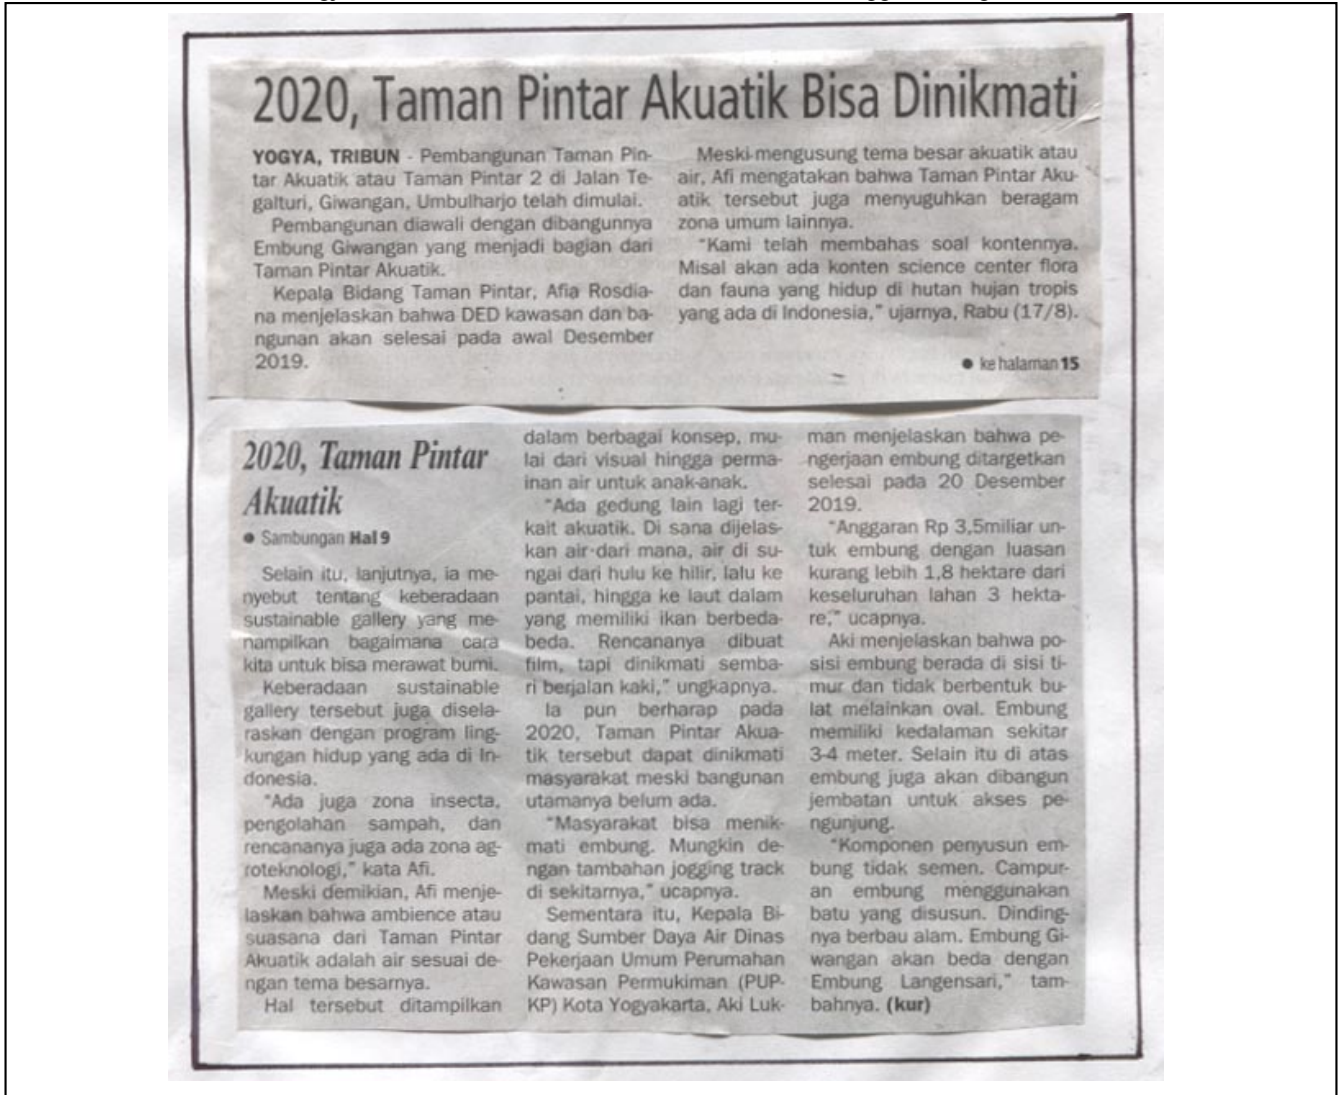 2020, Taman Pintar Akuatik Bisa Dinikmati
YOGYA, TRIBUN - Pembangunan Taman Pin-
tar Akuatik atau Taman Pintar 2 di Jalan Te-
galturi, Giwangan, Umbulharjo telah dimulai.
Pembangunan diawali dengan dibangunnya
Embung Giwangan yang menjadi bagian dari
Taman Pintar Akuatik.
Kepala Bidang Taman Pintar, Afia Rosdia-
na menjelaskan bahwa DED kawasan dan ba-
ngunan akan selesai pada awal Desember
2019.
Meski mengusung tema besar akuatik atau
air, Afi mengatakan bahwa Taman Pintar Aku-
atik tersebut juga menyuguhkan beragam
zona umum lainnya.
"Kami telah membahas soal kontennya.
Misal akan ada konten science center flora
dan fauna yang hidup di hutan hujan tropis
yang ada di Indonesia," ujarnya, Rabu (17/8).
● ke halaman 15
2020, Taman Pintar
Akuatik
● Sambungan Hal 9
Selain itu, lanjutnya, ia me-
nyebut tentang keberadaan
sustainable gallery yang me-
nampilkan bagaimana cara
kita untuk bisa merawat bumi.
Keberadaan sustainable
gallery tersebut juga disela-
raskan dengan program ling-
kungan hidup yang ada di In-
donesia.
"Ada juga zona insecta,
pengolahan sampah, dan
rencananya juga ada zona ag-
roteknologi," kata Afi.
Meski demikian, Afi menje-
laskan bahwa ambience atau
suasana dari Taman Pintar
Akuatik adalah air sesuai de-
ngan tema besarnya.
Hal tersebut ditampilkan
dalam berbagai konsep, mu-
lai dari visual hingga perma-
inan air untuk anak-anak.
"Ada gedung lain lagi ter-
kait akuatik. Di sana dijelas-
kan air dari mana, air di su-
ngai dari hulu ke hilir, lalu ke
pantai, hingga ke laut dalam
yang memiliki ikan berbeda-
beda. Rencananya dibuat
film, tapi dinikmati semba-
ri berjalan kaki," ungkapnya.
Ia pun berharap pada
2020, Taman Pintar Akua-
tik tersebut dapat dinikmati
masyarakat meski bangunan
utamanya belum ada.
"Masyarakat bisa menik-
mati embung. Mungkin de-
ngan tambahan jogging track
di sekitarnya," ucapnya.
Sementara itu, Kepala Bi-
dang Sumber Daya Air Dinas
Pekerjaan Umum Perumahan
Kawasan Permukiman (PUP-
KP) Kota Yogyakarta, Aki Luk-
man menjelaskan bahwa pe-
ngerjaan embung ditargetkan
selesai pada 20 Desember
2019.
"Anggaran Rp 3,5miliar un-
tuk embung dengan luasan
kurang lebih 1,8 hektare dari
keseluruhan lahan 3 hekta-
re," ucapnya.
Aki menjelaskan bahwa po-
sisi embung berada di sisi ti-
mur dan tidak berbentuk bu-
lat melainkan oval. Embung
memiliki kedalaman sekitar
3-4 meter. Selain itu di atas
embung juga akan dibangun
jembatan untuk akses pe-
ngunjung.
"Komponen penyusun em-
bung tidak semen. Campur-
an embung menggunakan
batu yang disusun. Dinding-
nya berbau alam. Embung Gi-
wangan akan beda dengan
Embung Langensari," tam-
bahnya. (kur)